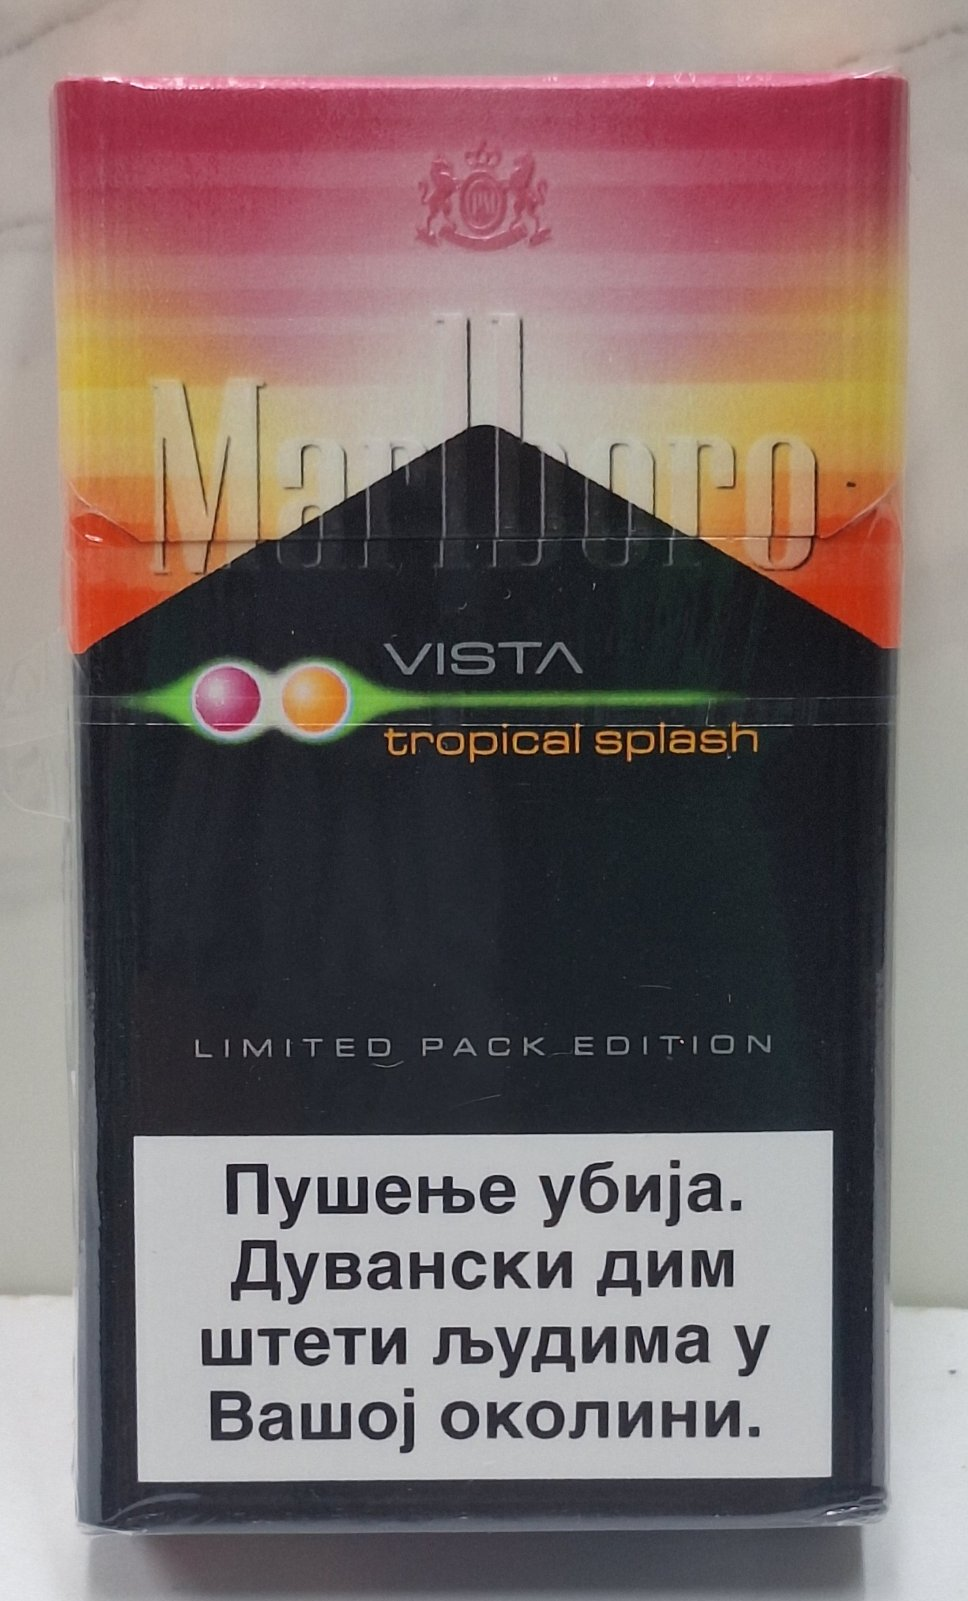 Marlboro
VISTA
tropical splash
LIMITED PACK EDITION
Пушење убија.
Дувански дим
штети људима у
Вашој околини.